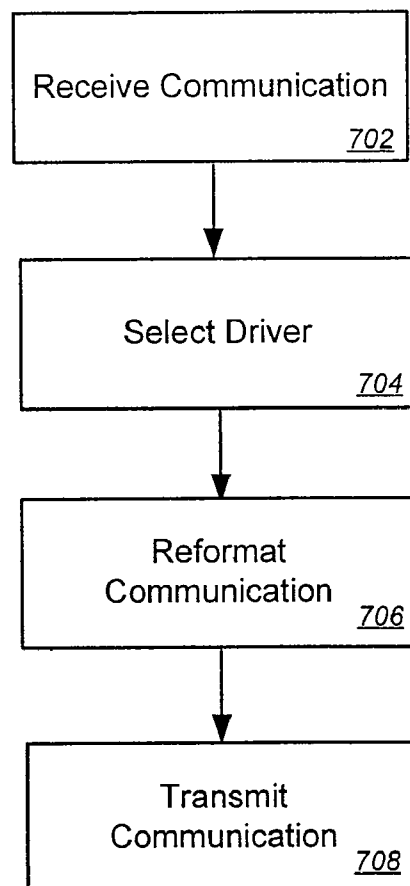 Receive Communication
702
Select Driver
704
Reformat
Communication
706
Transmit
Communication
708